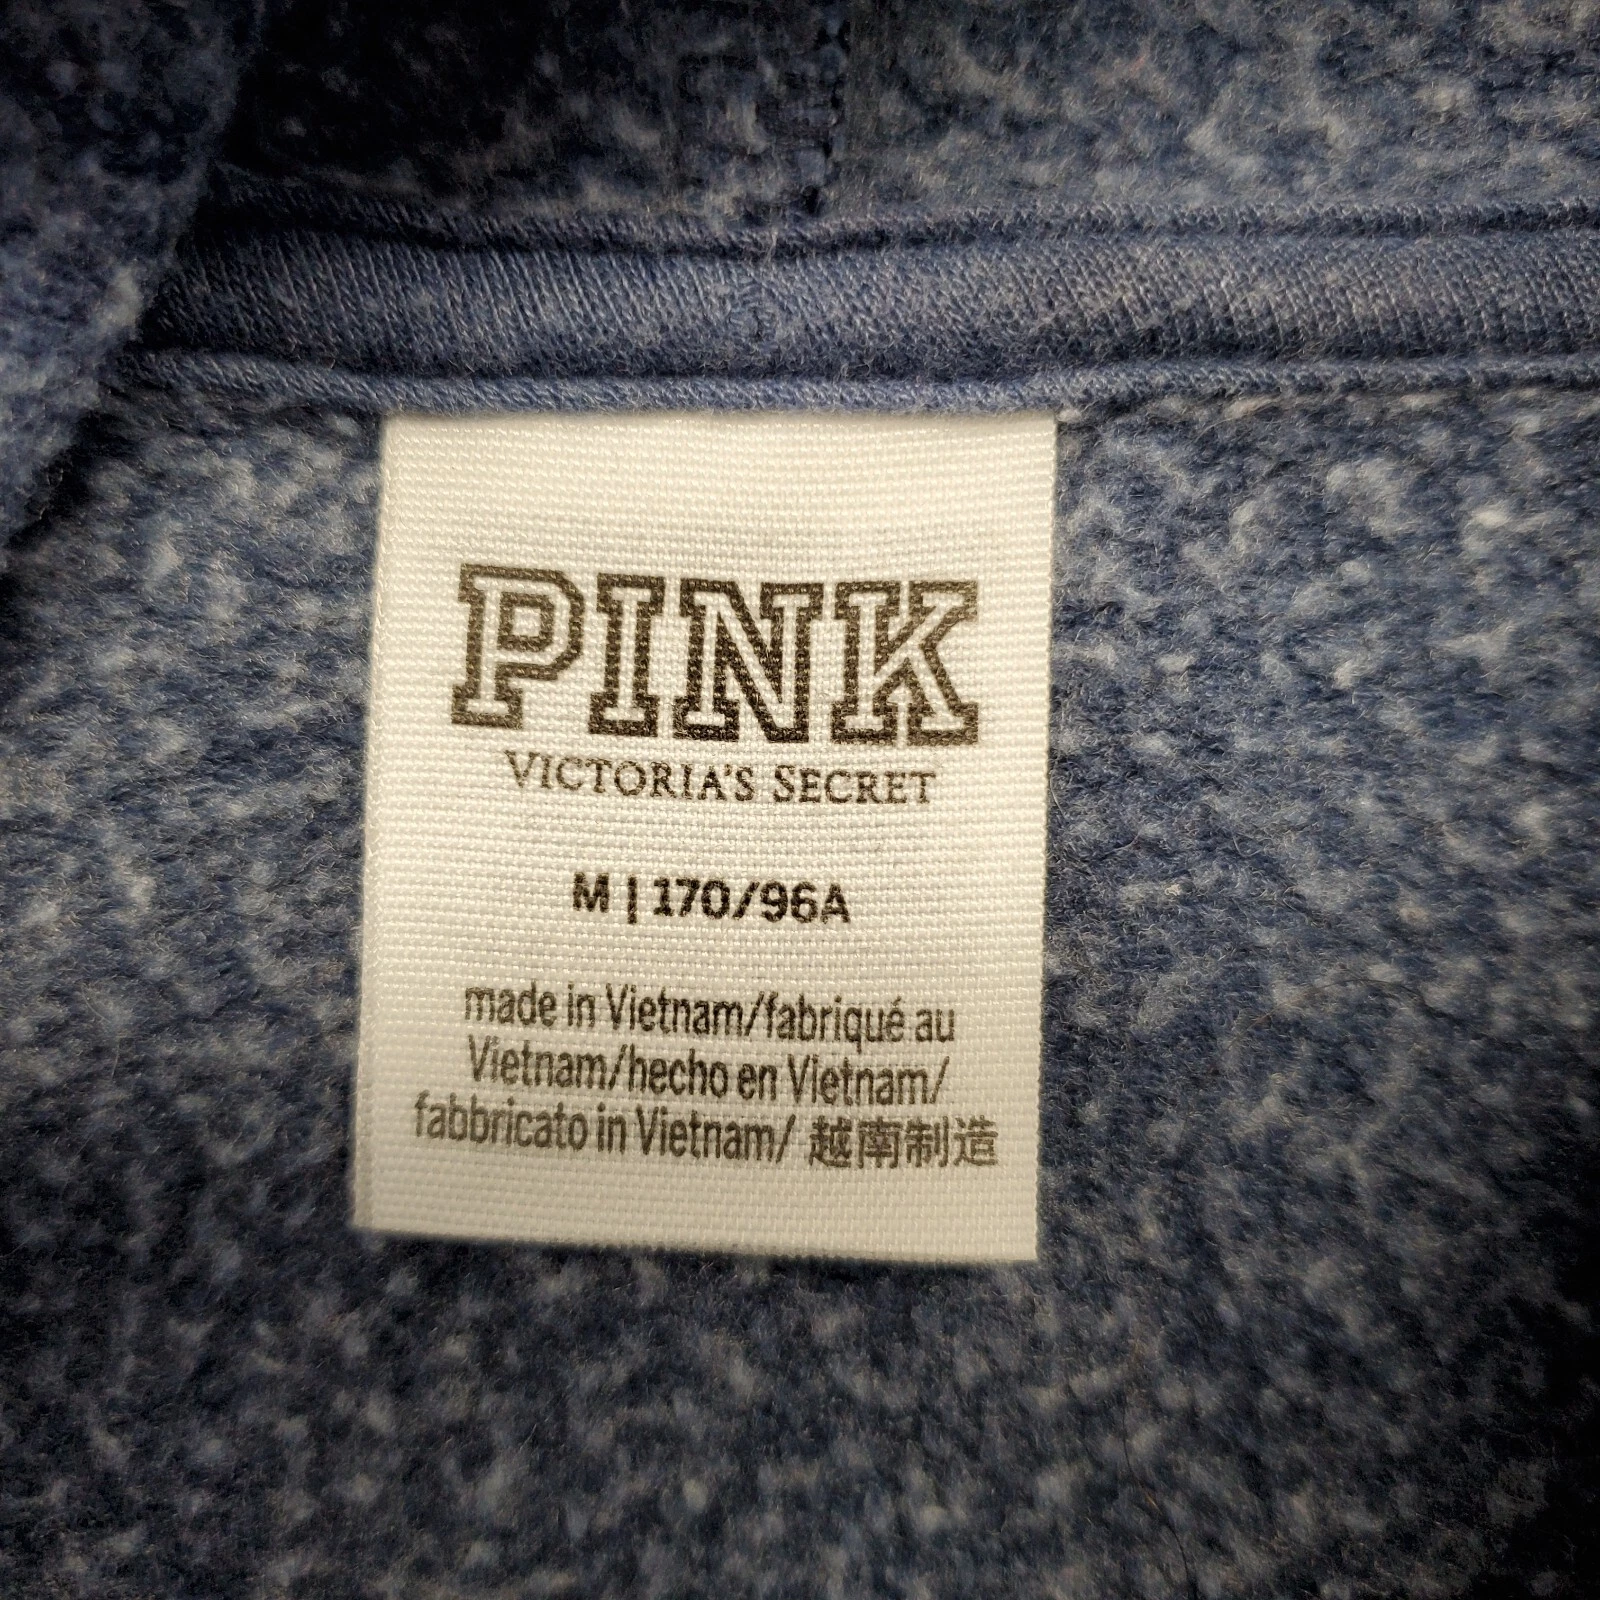 PINK
VICTORIA'S SECRET
M | 170/96A
made in Vietnam/fabriqué au
Vietnam/hecho en Vietnam/
fabbricato in Vietnam/ 越南制造